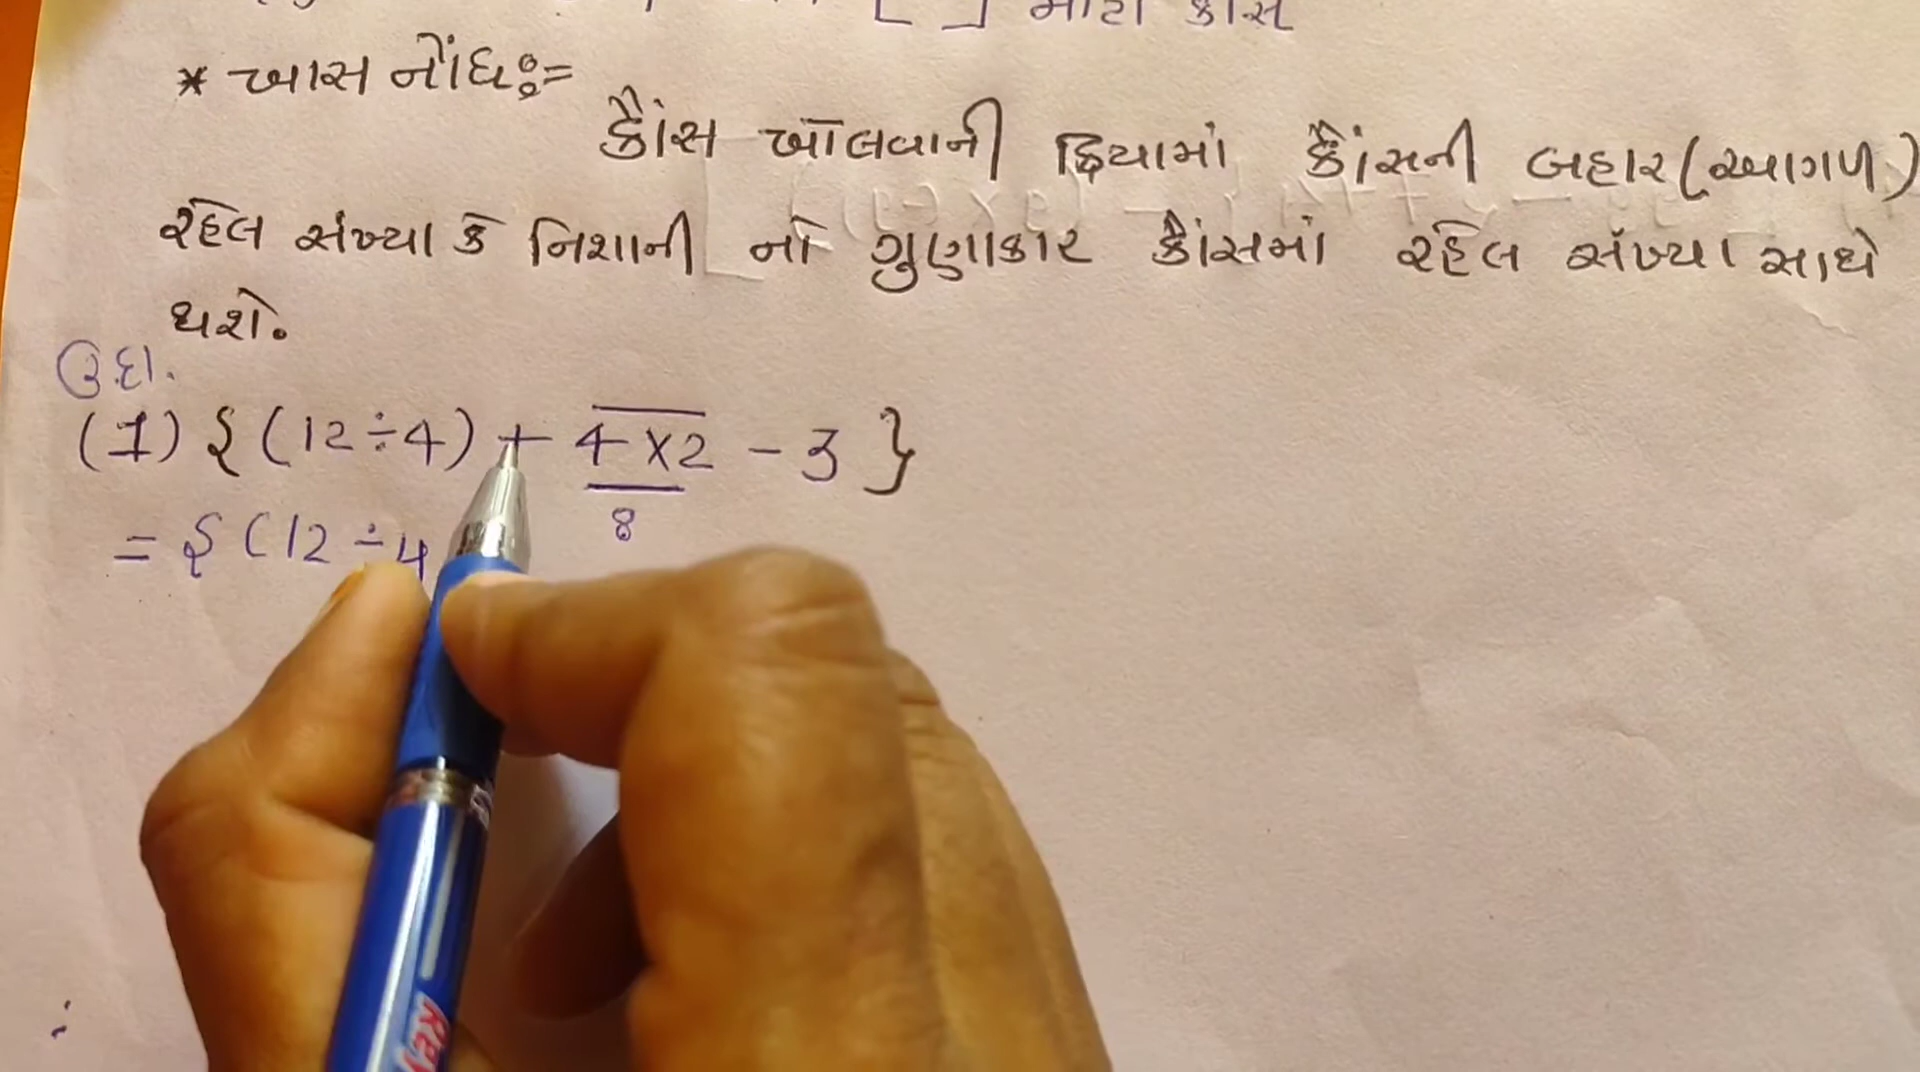 [ ] માટો કૌંસ
* ખાસ નોંધઃ=
કૌંસ ખોલવાની ક્રિયામાં કૌંસની બહાર (આગળ)
રહેલ સંખ્યા કે નિશાની નો ગુણાકાર કૌંસમાં રહેલ સંખ્યા સાથે
થશે.
ઉદા.
(1) {(12÷4) + 4̅ ̅×̅ ̅2̅ - 3}
8
= {(12 ÷ 4